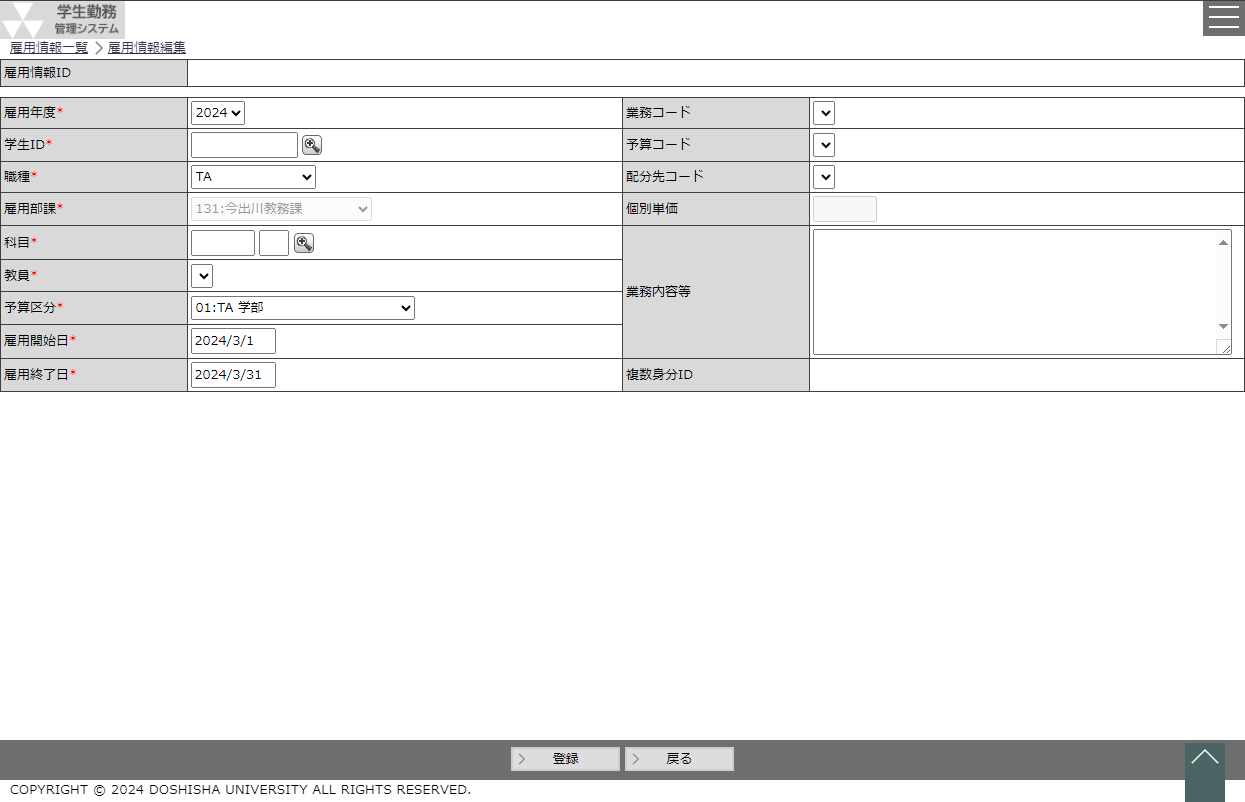 学生勤務
管理システム
雇用情報一覧 > 雇用情報編集
雇用情報ID
雇用年度* 2024 業務コード
学生ID* 予算コード
職種* TA 配分先コード
雇用部課* 131:今出川教務課 個別単価
科目*
教員*
業務内容等
予算区分* 01:TA 学部
雇用開始日* 2024/3/1
雇用終了日* 2024/3/31 複数身分ID
登録 戻る
COPYRIGHT © 2024 DOSHISHA UNIVERSITY ALL RIGHTS RESERVED.